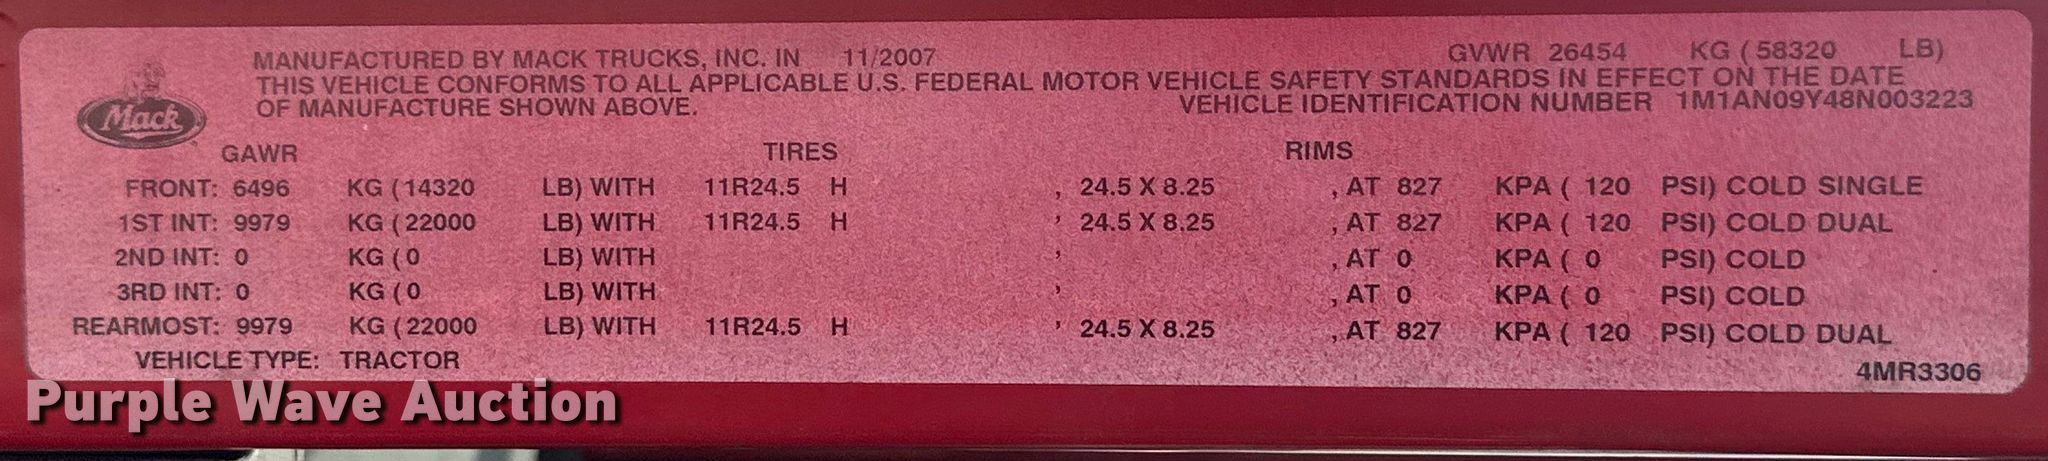 MANUFACTURED BY MACK TRUCKS, INC. IN 11/2007 GVWR 26454 KG (58320 LB)
THIS VEHICLE CONFORMS TO ALL APPLICABLE U.S. FEDERAL MOTOR VEHICLE SAFETY STANDARDS IN EFFECT ON THE DATE
OF MANUFACTURE SHOWN ABOVE. VEHICLE IDENTIFICATION NUMBER 1M1AN09Y48N003223
Mack
GAWR TIRES RIMS
FRONT: 6496 KG (14320 LB) WITH 11R24.5 H , 24.5 X 8.25 , AT 827 KPA ( 120 PSI) COLD SINGLE
1ST INT: 9979 KG (22000 LB) WITH 11R24.5 H , 24.5 X 8.25 , AT 827 KPA ( 120 PSI) COLD DUAL
2ND INT: 0 KG (0 LB) WITH , , AT 0 KPA ( 0 PSI) COLD
3RD INT: 0 KG (0 LB) WITH , , AT 0 KPA ( 0 PSI) COLD
REARMOST: 9979 KG (22000 LB) WITH 11R24.5 H , 24.5 X 8.25 , AT 827 KPA ( 120 PSI) COLD DUAL
VEHICLE TYPE: TRACTOR 4MR3306
Purple Wave Auction